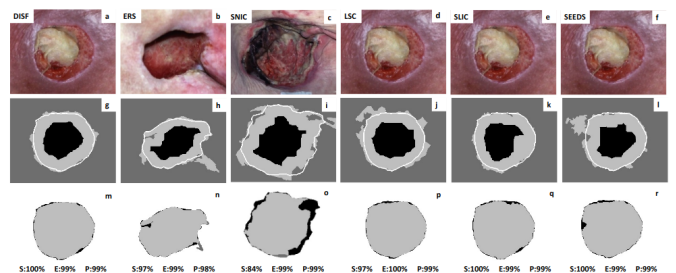 DISF a ERS b SNIC c LSC d SLIC e SEEDS f
g h i j k l
m n o p q r
S:100% E:99% P:99% S:97% E:99% P:98% S:84% E:99% P:99% S:97% E:100% P:99% S:100% E:99% P:99% S:100% E:99% P:99%